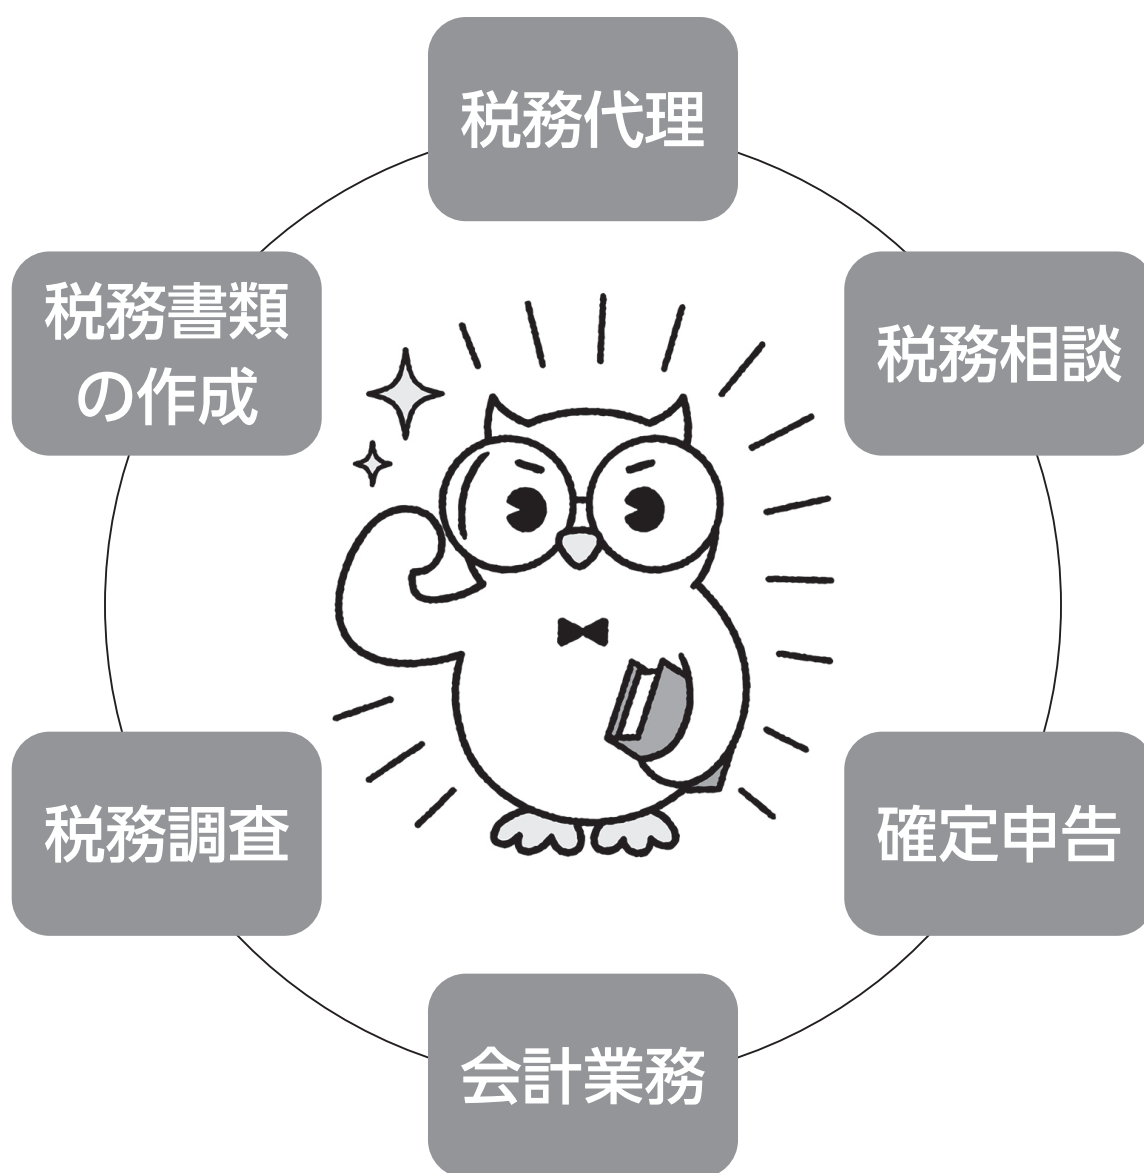 税務代理
税務書類
の作成
税務相談
税務調査
確定申告
会計業務